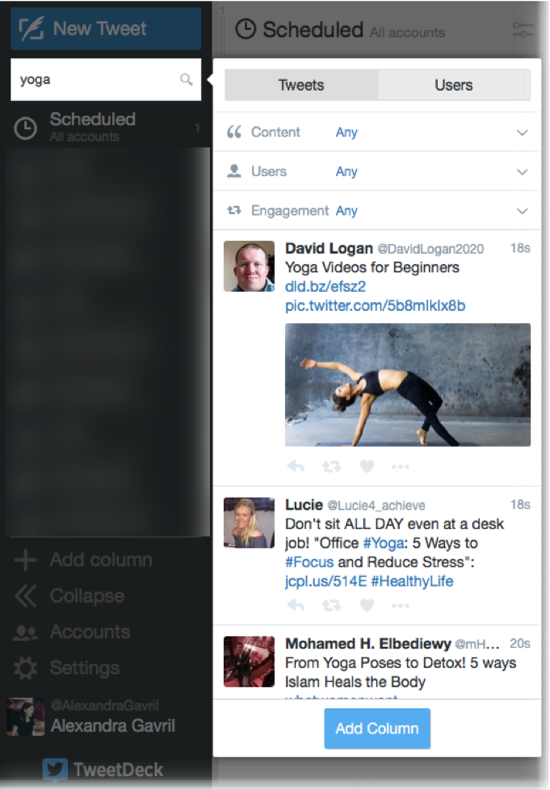 New Tweet
yoga
Scheduled
All accounts
1
Add column
Collapse
Accounts
Settings
@AlexandraGavril
Alexandra Gavril
TweetDeck
Scheduled All accounts
Tweets Users
Content Any
Users Any
Engagement Any
David Logan @DavidLogan2020 18s
Yoga Videos for Beginners
dld.bz/efsz2
pic.twitter.com/5b8mlklx8b
Lucie @Lucie4_achieve 18s
Don't sit ALL DAY even at a desk
job! "Office #Yoga: 5 Ways to
#Focus and Reduce Stress":
jcpl.us/514E #HealthyLife
Mohamed H. Elbediewy @mH... 20s
From Yoga Poses to Detox! 5 ways
Islam Heals the Body
Add Column